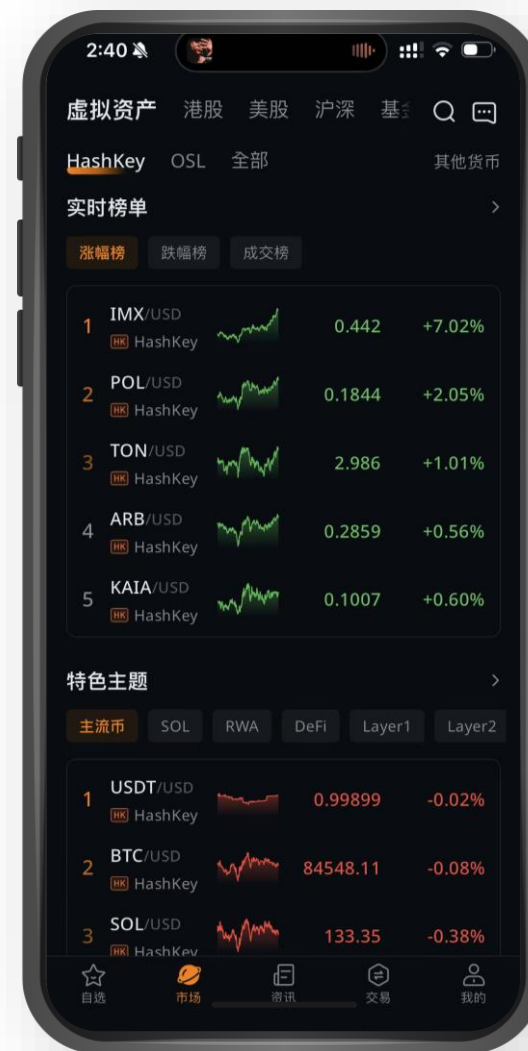 2:40
虚拟资产 港股 美股 沪深 基
HashKey OSL 全部 其他货币
实时榜单
涨幅榜 跌幅榜 成交榜
1 IMX/USD 0.442 +7.02%
HK HashKey
2 POL/USD 0.1844 +2.05%
HK HashKey
3 TON/USD 2.986 +1.01%
HK HashKey
4 ARB/USD 0.2859 +0.56%
HK HashKey
5 KAIA/USD 0.1007 +0.60%
HK HashKey
特色主题
主流币 SOL RWA DeFi Layer1 Layer2
1 USDT/USD 0.99899 -0.02%
HK HashKey
2 BTC/USD 84548.11 -0.08%
HK HashKey
3 SOL/USD 133.35 -0.38%
HK HashKey
自选 市场 资讯 交易 我的